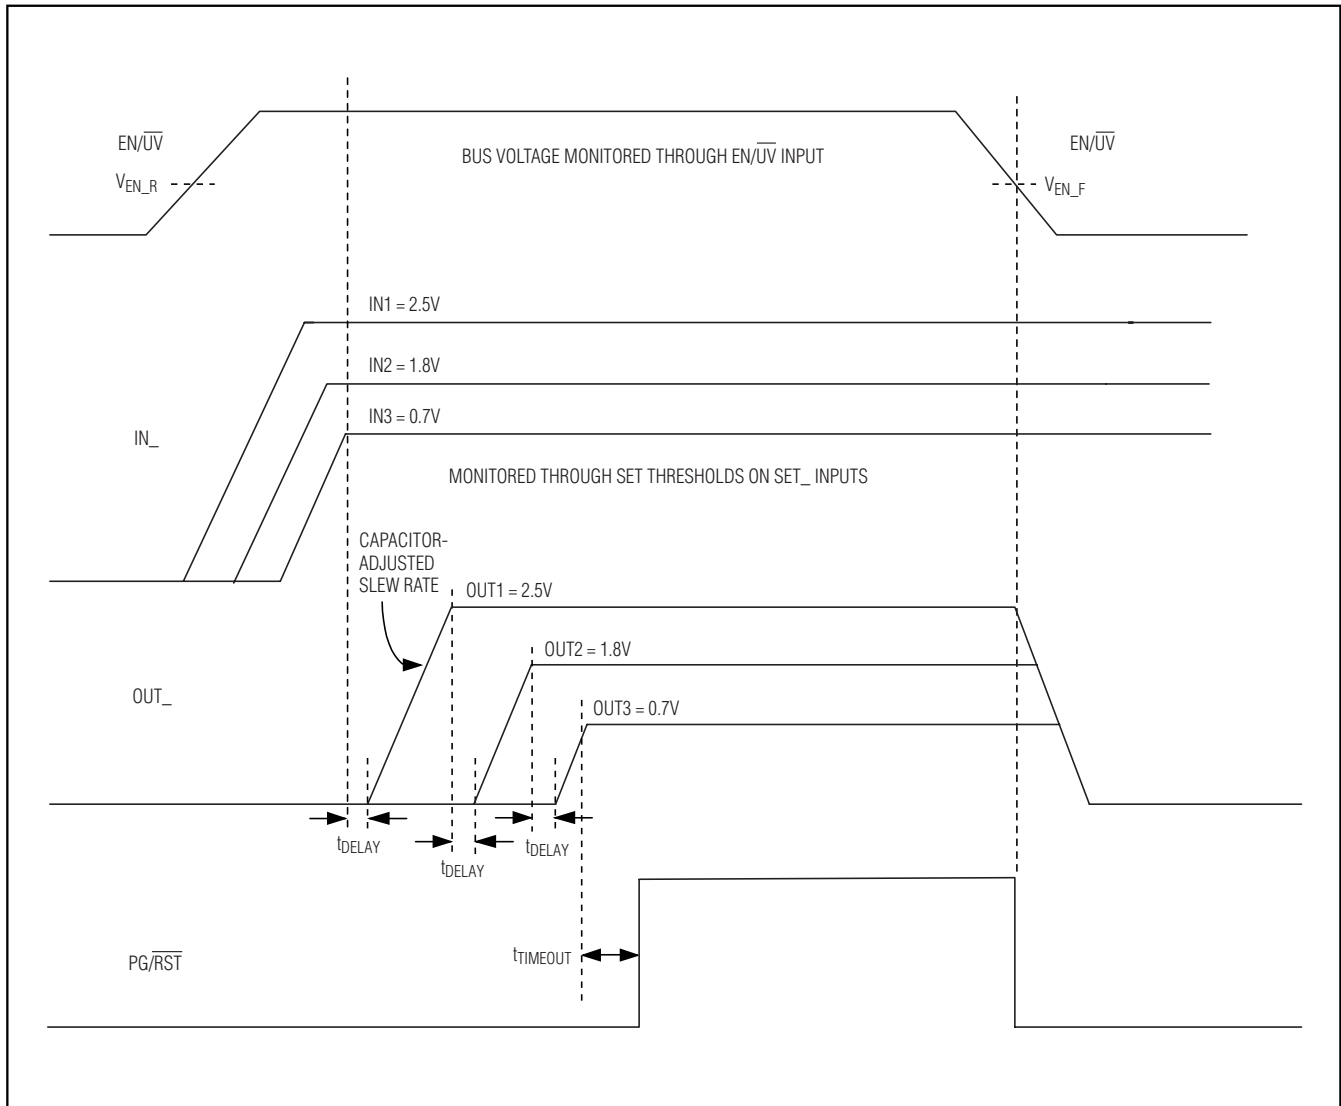 EN/UV
EN/UV
BUS VOLTAGE MONITORED THROUGH EN/UV INPUT
VEN_R
VEN_F
IN1 = 2.5V
IN2 = 1.8V
IN3 = 0.7V
IN_
MONITORED THROUGH SET THRESHOLDS ON SET_ INPUTS
CAPACITOR-
ADJUSTED
SLEW RATE
OUT1 = 2.5V
OUT2 = 1.8V
OUT_
OUT3 = 0.7V
tDELAY
tDELAY
tDELAY
tTIMEOUT
PG/RST